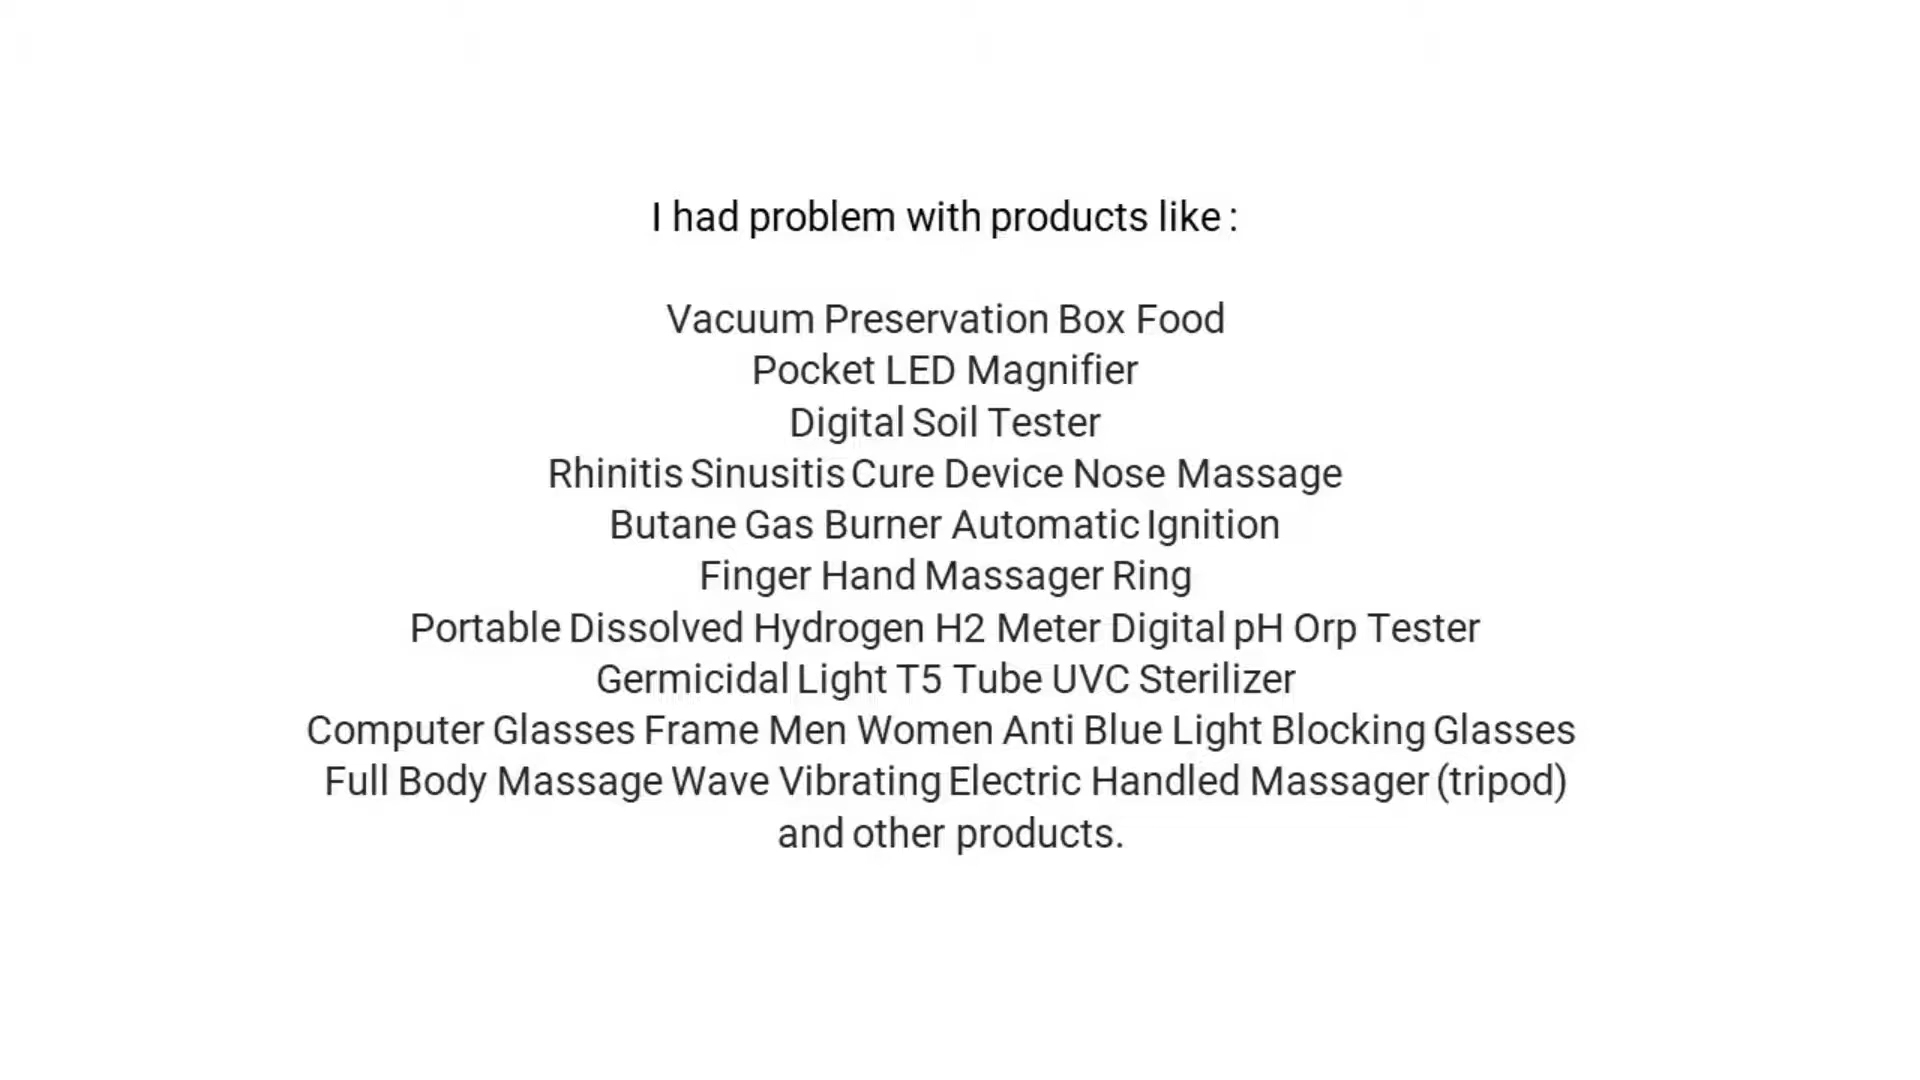 I had problem with products like :
Vacuum Preservation Box Food
Pocket LED Magnifier
Digital Soil Tester
Rhinitis Sinusitis Cure Device Nose Massage
Butane Gas Burner Automatic Ignition
Finger Hand Massager Ring
Portable Dissolved Hydrogen H2 Meter Digital pH Orp Tester
Germicidal Light T5 Tube UVC Sterilizer
Computer Glasses Frame Men Women Anti Blue Light Blocking Glasses
Full Body Massage Wave Vibrating Electric Handled Massager (tripod)
and other products.